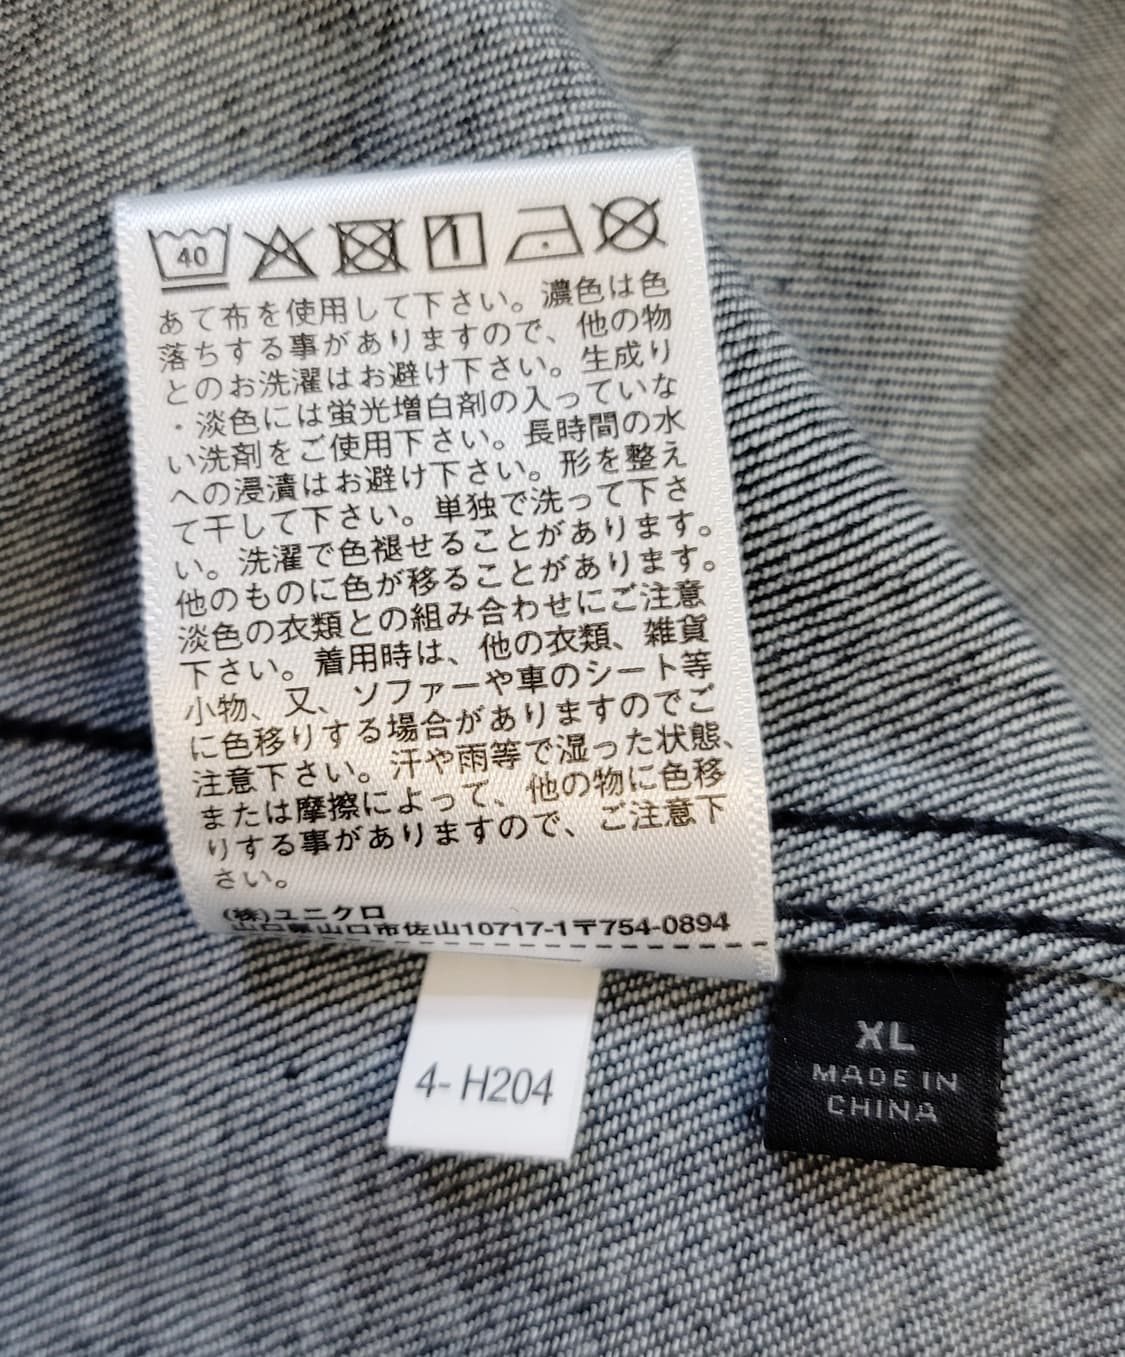 40
あて布を使用して下さい。濃色は色
落ちする事がありますので、他の物
とのお洗濯はお避け下さい。生成り
・淡色には蛍光増白剤の入っていな
い洗剤をご使用下さい。長時間の水
への浸漬はお避け下さい。形を整え
て干して下さい。単独で洗って下さ
い。洗濯で色褪せることがあります。
他のものに色が移ることがあります。
淡色の衣類との組み合わせにご注意
下さい。着用時は、他の衣類、雑貨
小物、又、ソファーや車のシート等
に色移りする場合がありますのでご
注意下さい。汗や雨等で湿った状態、
または摩擦によって、他の物に色移
りする事がありますので、ご注意下
さい。
(株)ユニクロ
山口県山口市佐山10717-1〒754-0894
4- H204
XL
MADE IN
CHINA